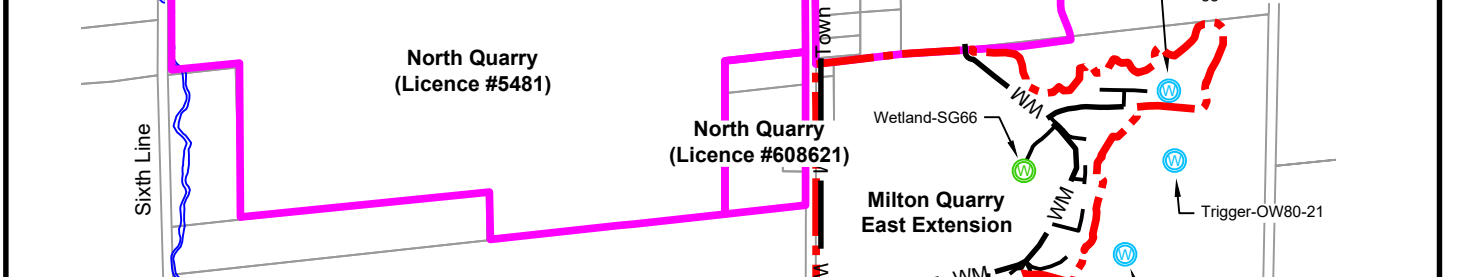 North Quarry
(Licence #5481)
Town
Sixth Line
North Quarry
(Licence #608621)
Wetland-SG66
W
W
W
W
WM
WM
WM
W
Milton Quarry
East Extension
Trigger-OW80-21